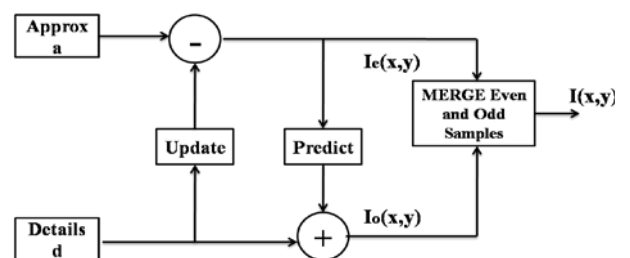 Approx
a
-
Ie(x,y)
MERGE Even
and Odd
Samples
I(x,y)
Update
Predict
Details
d
+
Io(x,y)